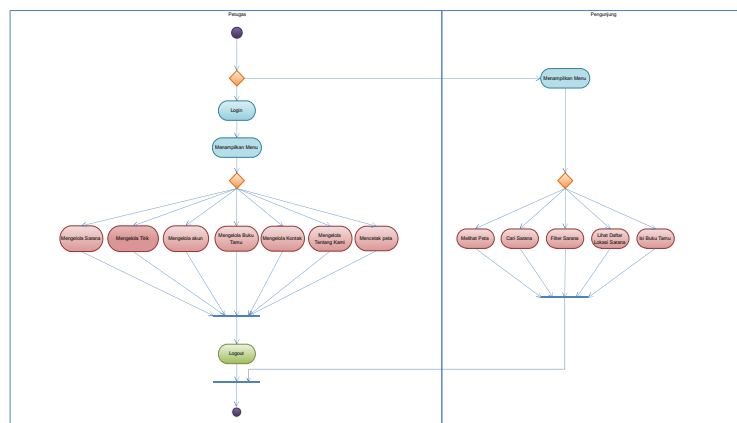 Petugas
Pengunjung
Menampilkan Menu
Login
Menampilkan Menu
Mengelola Sarana
Mengelola Titik
Mengelola akun
Mengelola Buku
Tamu
Mengelola Kontak
Mengelola
Tentang Kami
Mencetak peta
Melihat Peta
Cari Sarana
Filter Sarana
Lihat Daftar
Lokasi Sarana
Isi Buku Tamu
Logout